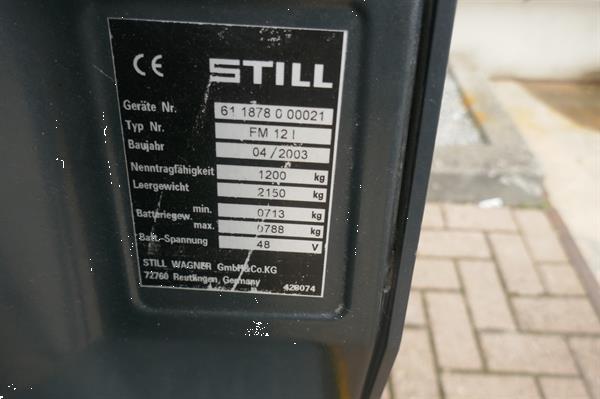 CE STILL
Geräte Nr. 61 1878 0 00021
Typ Nr. FM 12 I
Baujahr 04/2003
Nenntragfähigkeit 1200 kg
Leergewicht 2150 kg
Batteriegew. min. 0713 kg
max. 0788 kg
Batt.-Spannung 48 V
STILL WAGNER GmbH&Co.KG
72760 Reutlingen, Germany 428074